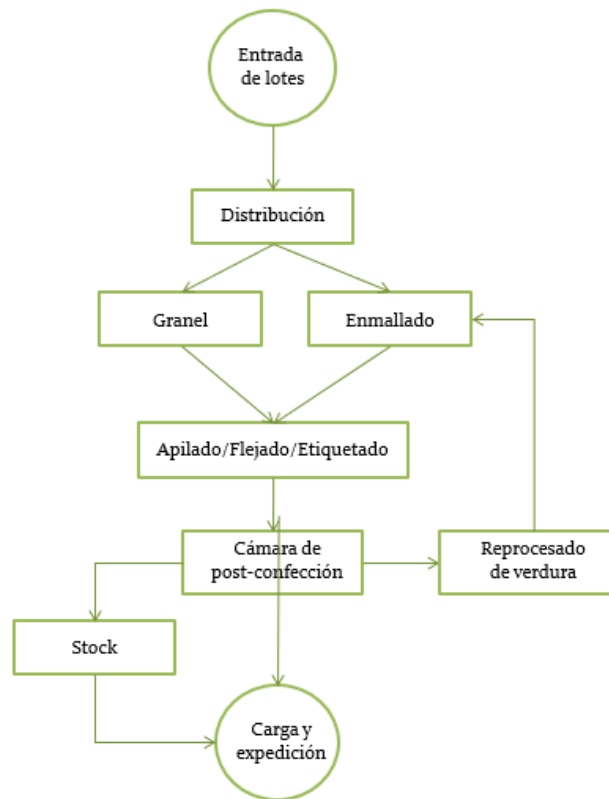 Entrada
de lotes
Distribución
Granel
Enmallado
Apilado/Flejado/Etiquetado
Cámara de
post-confección
Reprocesado
de verdura
Stock
Carga y
expedición